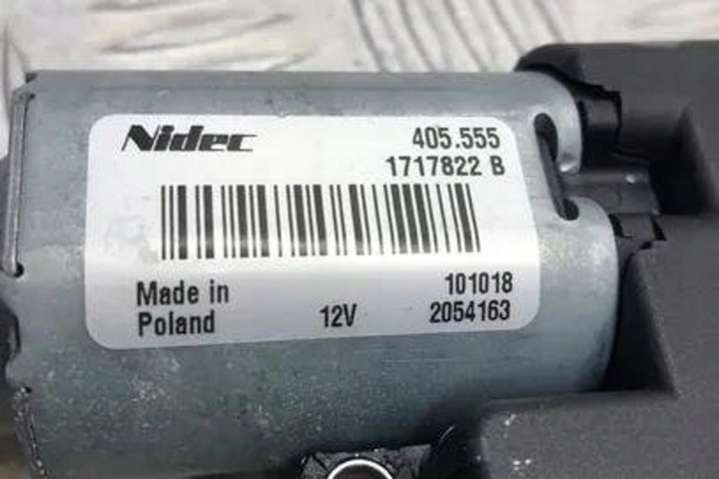 Nidec 405.555
1717822 B
Made in 101018
Poland 12V 2054163